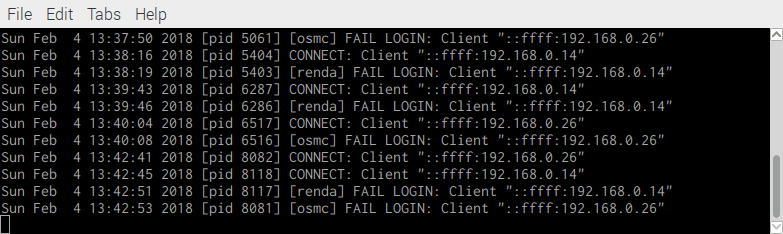 File Edit Tabs Help
Sun Feb  4 13:37:50 2018 [pid 5061] [osmc] FAIL LOGIN: Client "::ffff:192.168.0.26"
Sun Feb  4 13:38:16 2018 [pid 5404] CONNECT: Client "::ffff:192.168.0.14"
Sun Feb  4 13:38:19 2018 [pid 5403] [renda] FAIL LOGIN: Client "::ffff:192.168.0.14"
Sun Feb  4 13:39:43 2018 [pid 6287] CONNECT: Client "::ffff:192.168.0.14"
Sun Feb  4 13:39:46 2018 [pid 6286] [renda] FAIL LOGIN: Client "::ffff:192.168.0.14"
Sun Feb  4 13:40:04 2018 [pid 6517] CONNECT: Client "::ffff:192.168.0.26"
Sun Feb  4 13:40:08 2018 [pid 6516] [osmc] FAIL LOGIN: Client "::ffff:192.168.0.26"
Sun Feb  4 13:42:41 2018 [pid 8082] CONNECT: Client "::ffff:192.168.0.26"
Sun Feb  4 13:42:45 2018 [pid 8118] CONNECT: Client "::ffff:192.168.0.14"
Sun Feb  4 13:42:51 2018 [pid 8117] [renda] FAIL LOGIN: Client "::ffff:192.168.0.14"
Sun Feb  4 13:42:53 2018 [pid 8081] [osmc] FAIL LOGIN: Client "::ffff:192.168.0.26"